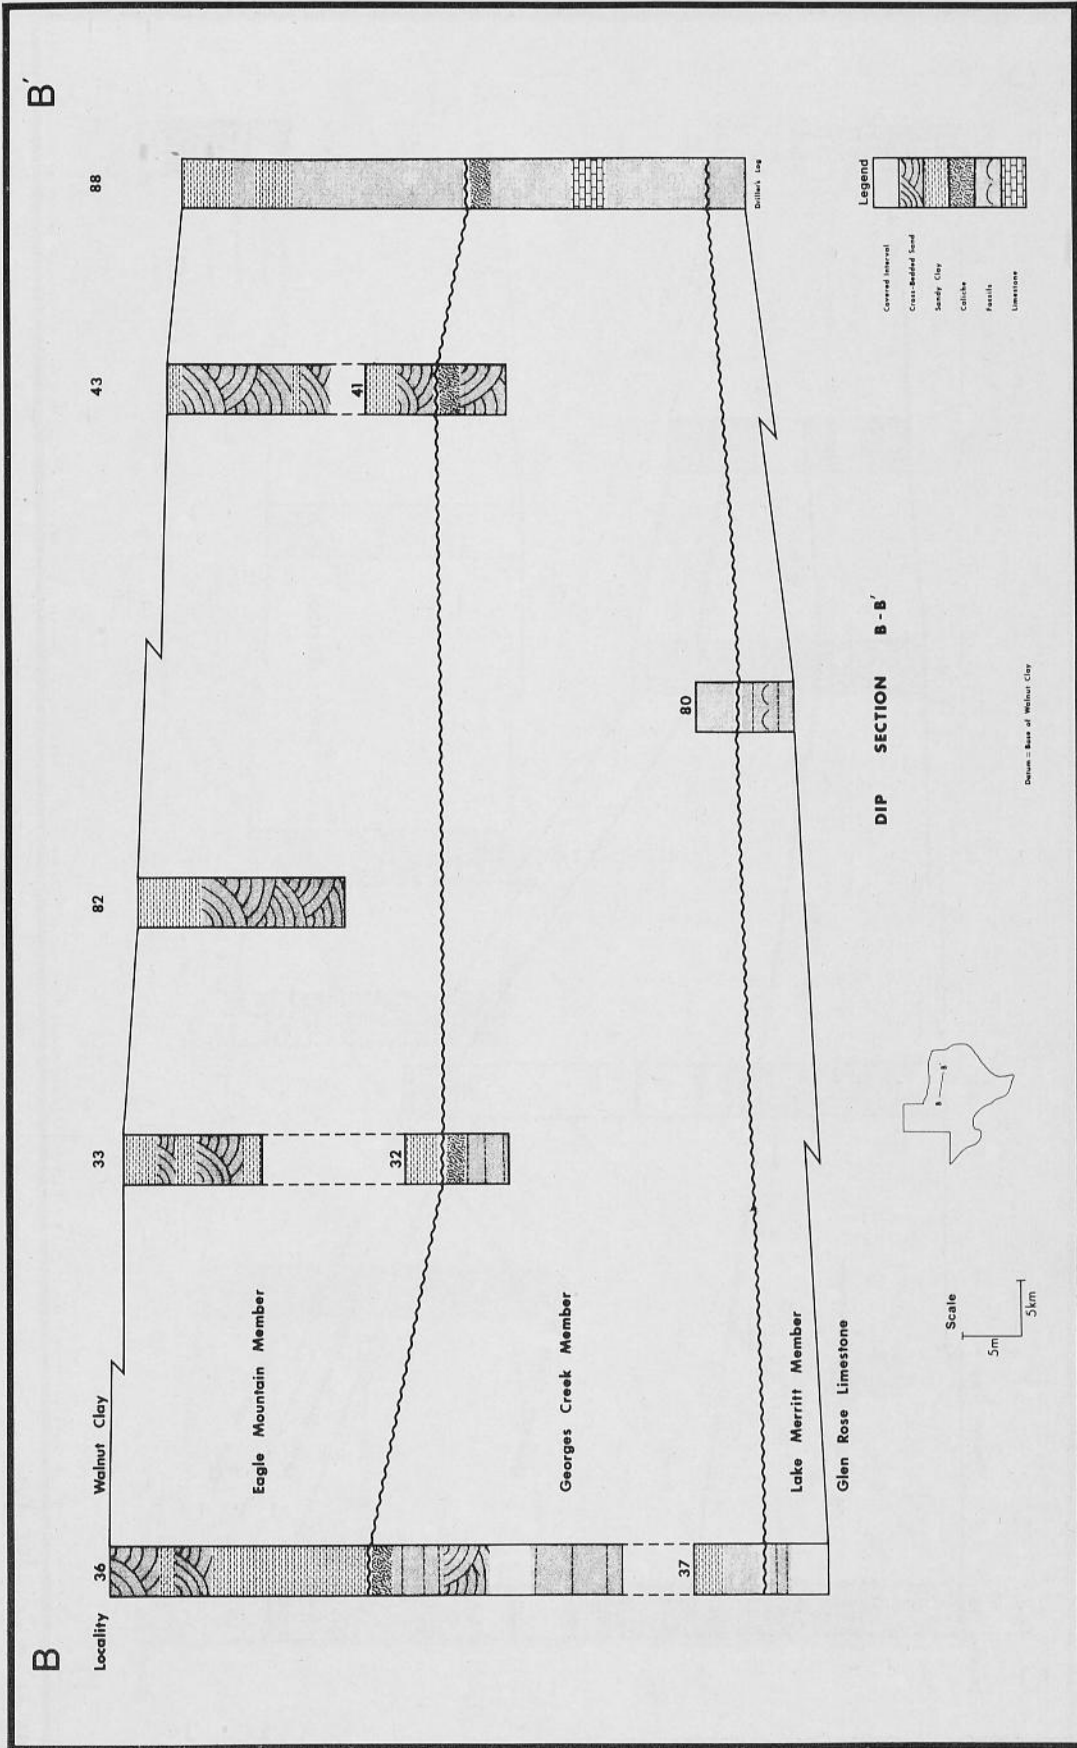 B
B′
Locality
36
33
82
43
88
Walnut Clay
Eagle Mountain Member
32
41
Georges Creek Member
37
80
Lake Merritt Member
Glen Rose Limestone
Driller's Log
DIP SECTION B-B′
Scale
5m
5km
B
B′
Datum = Base of Walnut Clay
Legend
Covered Interval
Cross-Bedded Sand
Sandy Clay
Caliche
Fossils
Limestone